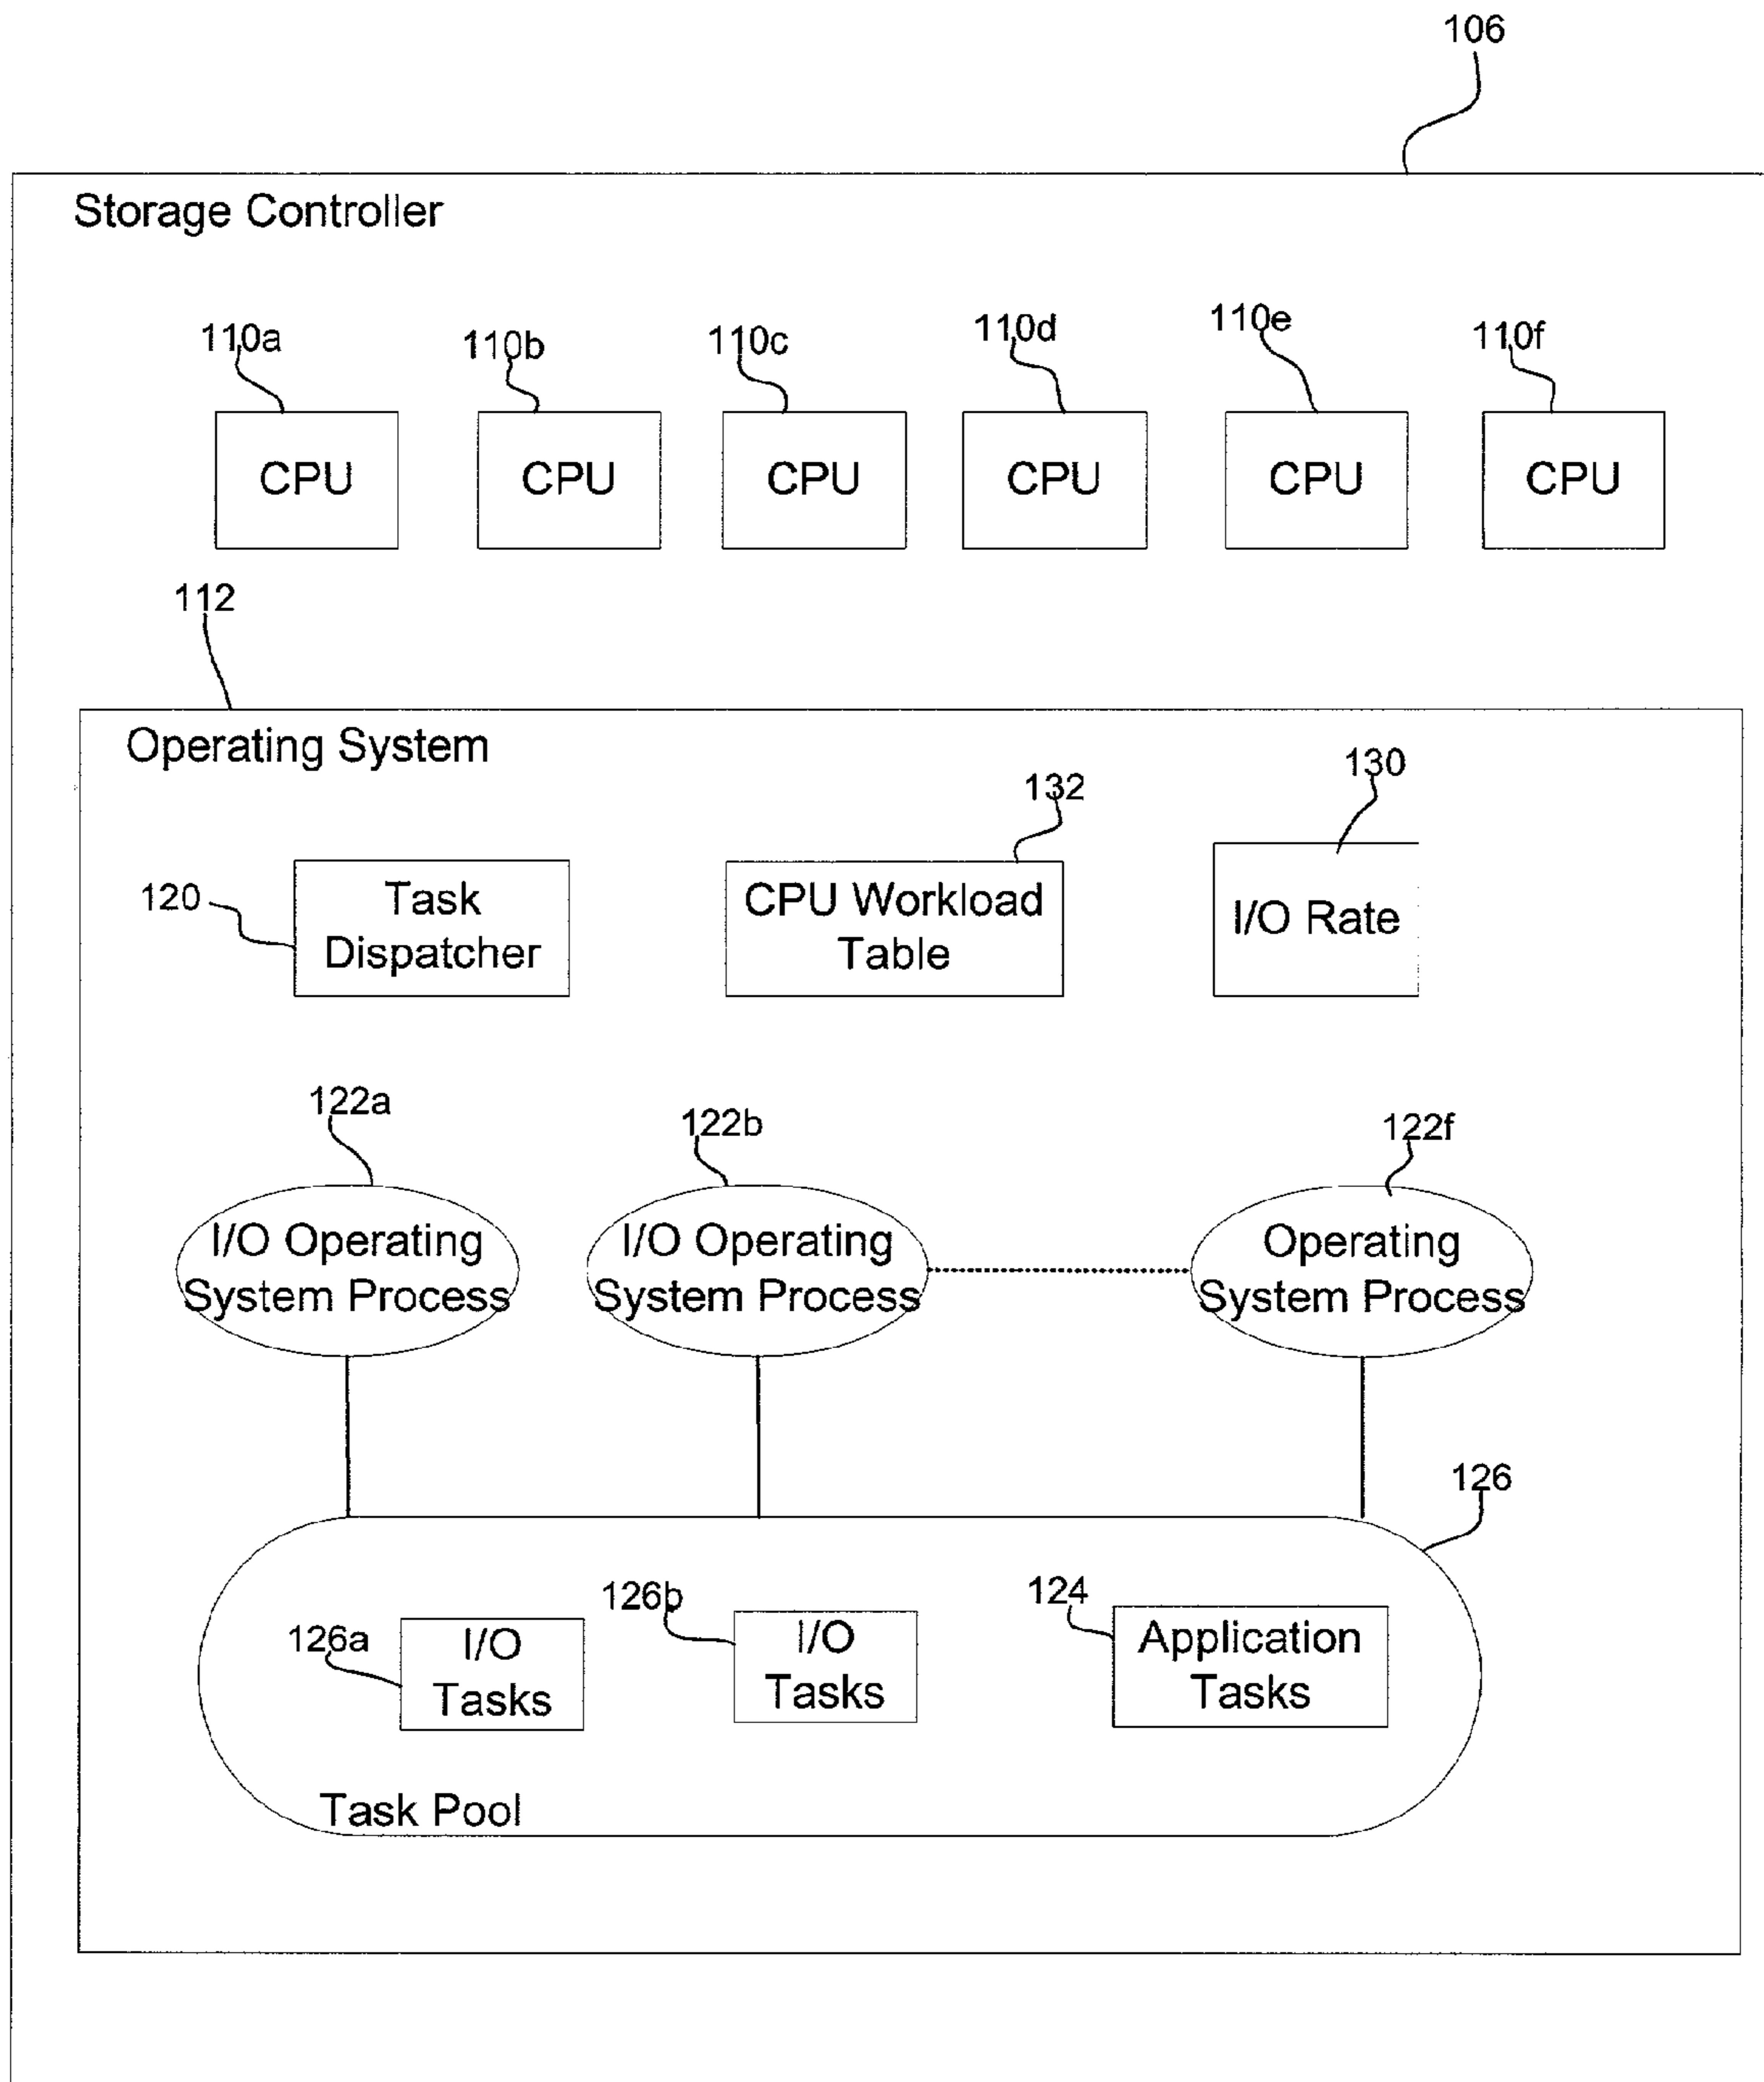 106
Storage Controller
110a
110b
110c
110d
110e
110f
CPU
CPU
CPU
CPU
CPU
CPU
112
Operating System
132
130
120
Task
Dispatcher
CPU Workload
Table
I/O Rate
122a
122b
122f
I/O Operating
System Process
I/O Operating
System Process
Operating
System Process
126
126a
I/O
Tasks
126b
I/O
Tasks
124
Application
Tasks
Task Pool